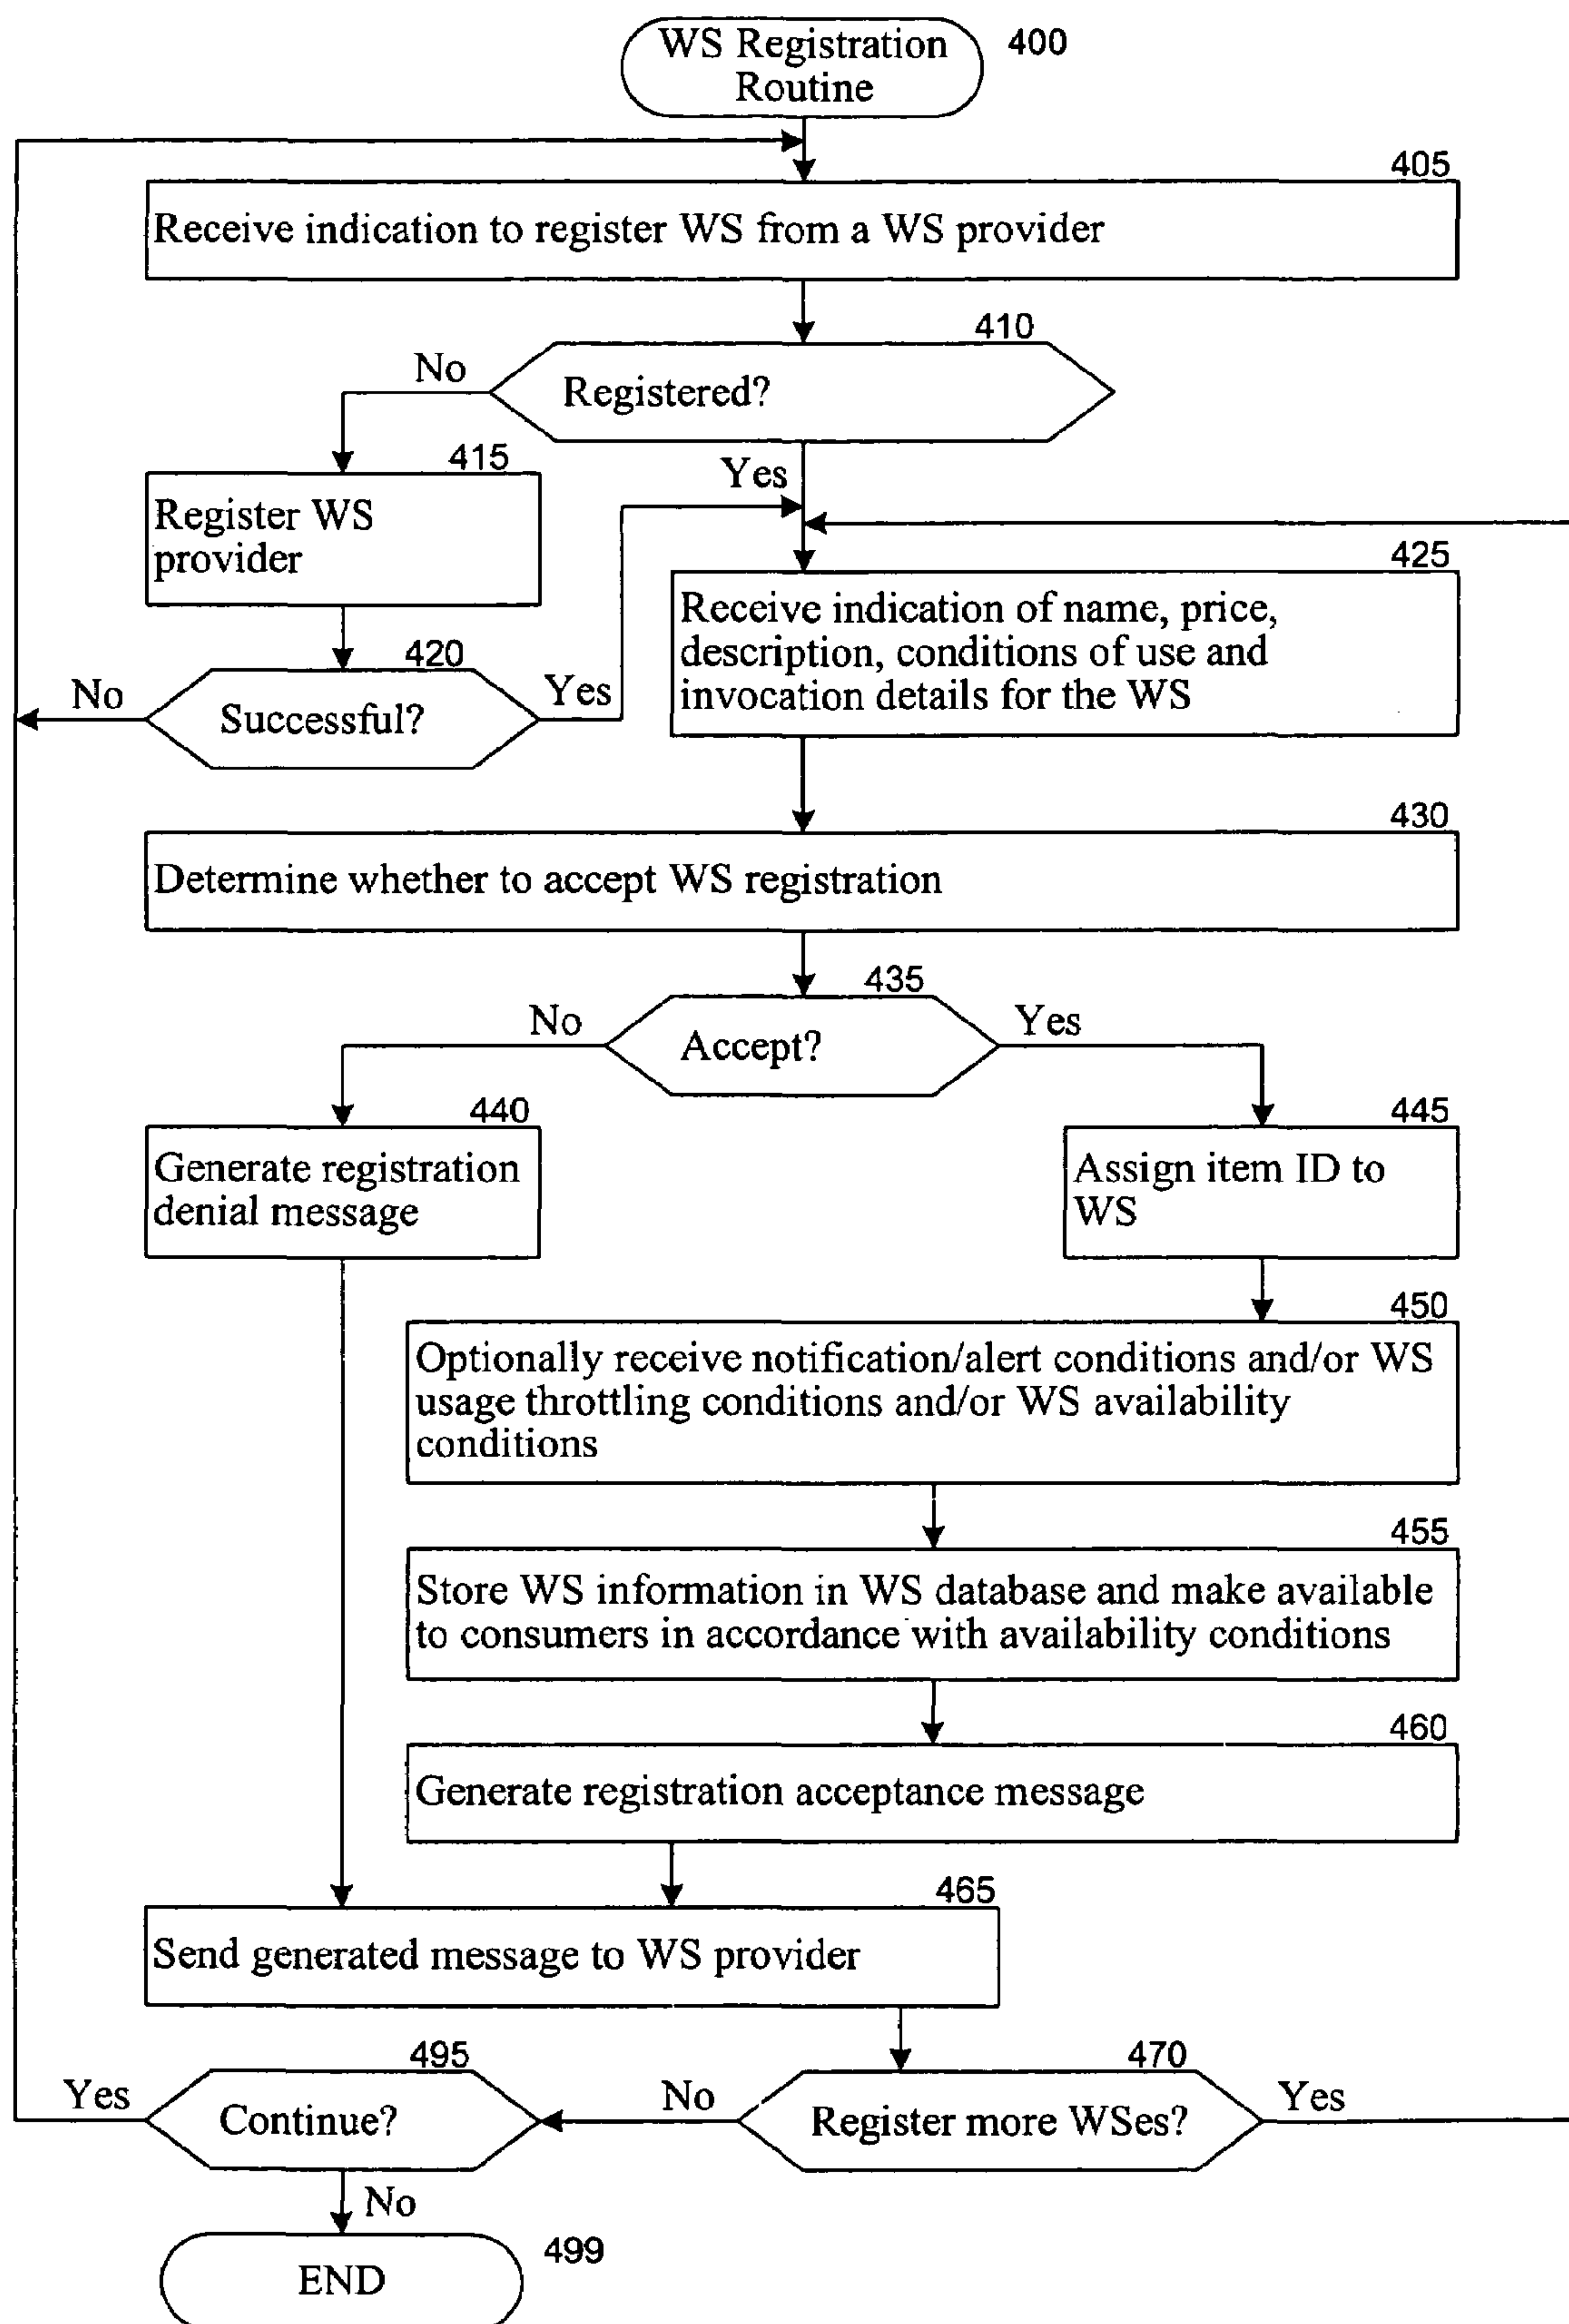 WS Registration
Routine
400
405
Receive indication to register WS from a WS provider
410
No
Registered?
415
Yes
Register WS
provider
425
Receive indication of name, price,
description, conditions of use and
invocation details for the WS
420
No
Successful?
Yes
430
Determine whether to accept WS registration
435
No
Accept?
Yes
440
Generate registration
denial message
445
Assign item ID to
WS
450
Optionally receive notification/alert conditions and/or WS
usage throttling conditions and/or WS availability
conditions
455
Store WS information in WS database and make available
to consumers in accordance with availability conditions
460
Generate registration acceptance message
465
Send generated message to WS provider
495
470
Yes
Continue?
No
Register more WSes?
Yes
No
END
499